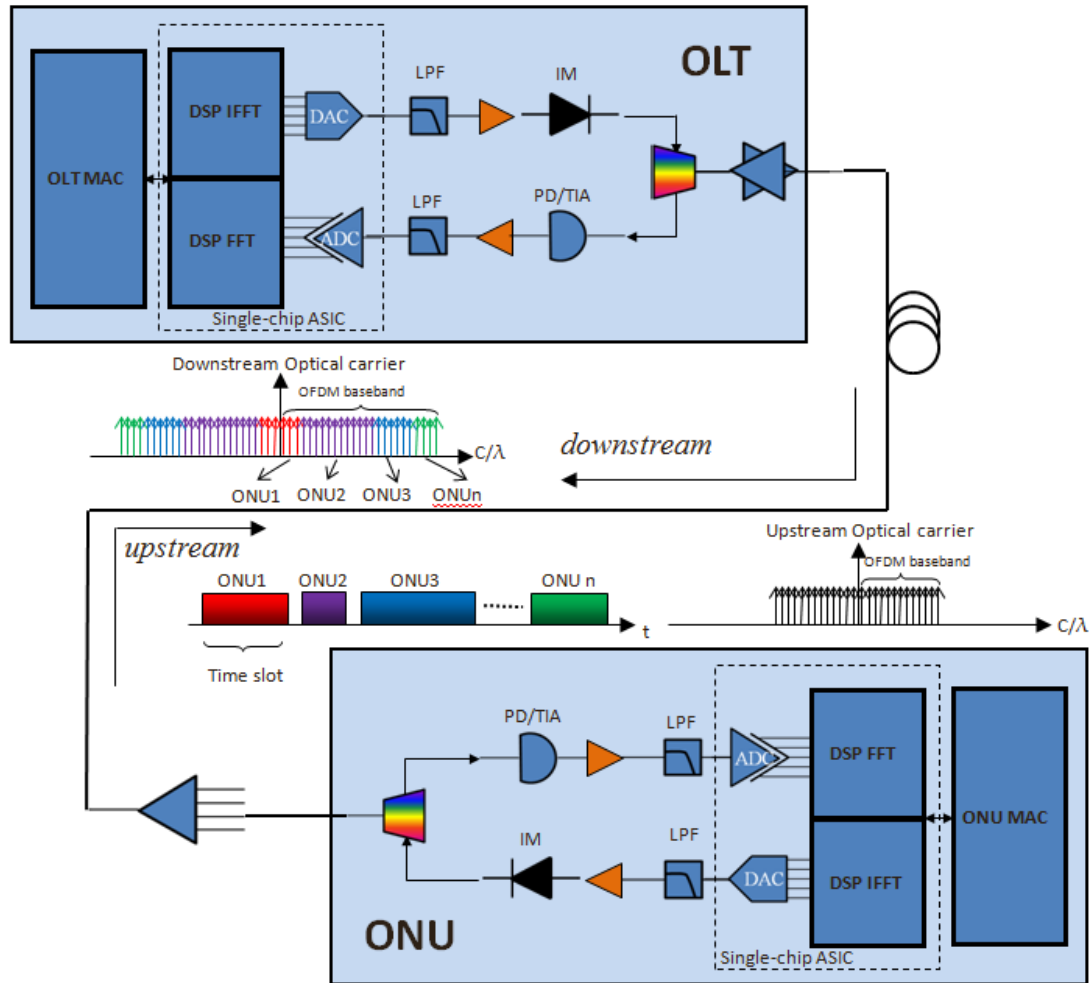 OLT
LPF
IM
DSP IFFT
DAC
OLT MAC
LPF
PD/TIA
DSP FFT
ADC
Single-chip ASIC
Downstream Optical carrier
OFDM baseband
C/λ
downstream
ONU1
ONU2
ONU3
ONUn
upstream
Upstream Optical carrier
OFDM baseband
ONU1
ONU2
ONU3
ONU n
t
C/λ
Time slot
PD/TIA
LPF
ADC
DSP FFT
ONU MAC
IM
LPF
DAC
DSP IFFT
ONU
Single-chip ASIC